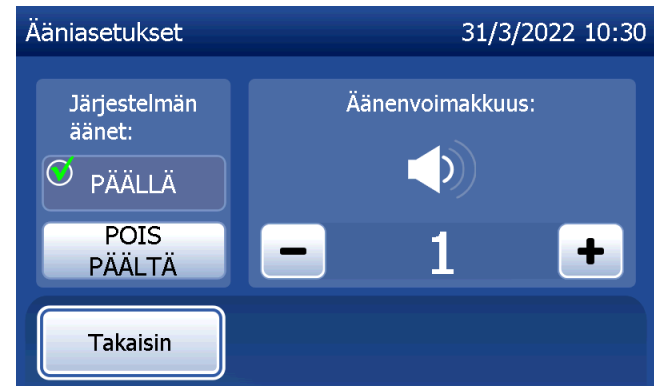 Ääniasetukset 31/3/2022 10:30
Järjestelmän
äänet:
PÄÄLLÄ
POIS
PÄÄLTÄ
Äänenvoimakkuus:
− 1 +
Takaisin